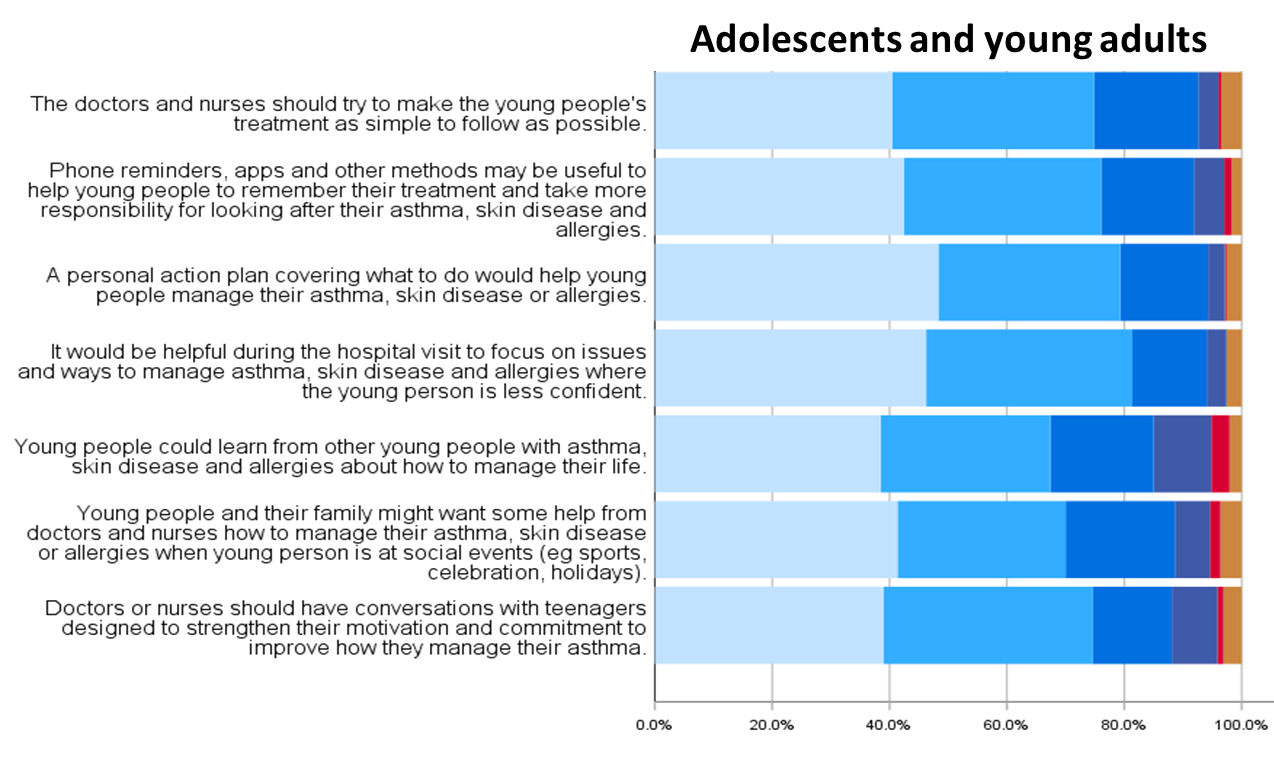 Adolescents and young adults
The doctors and nurses should try to make the young people's
treatment as simple to follow as possible.
Phone reminders, apps and other methods may be useful to
help young people to remember their treatment and take more
responsibility for looking after their asthma, skin disease and
allergies.
A personal action plan covering what to do would help young
people manage their asthma, skin disease or allergies.
It would be helpful during the hospital visit to focus on issues
and ways to manage asthma, skin disease and allergies where
the young person is less confident.
Young people could learn from other young people with asthma,
skin disease and allergies about how to manage their life.
Young people and their family might want some help from
doctors and nurses how to manage their asthma, skin disease
or allergies when young person is at social events (eg sports,
celebration, holidays).
Doctors or nurses should have conversations with teenagers
designed to strengthen their motivation and commitment to
improve how they manage their asthma.
0.0% 20.0% 40.0% 60.0% 80.0% 100.0%